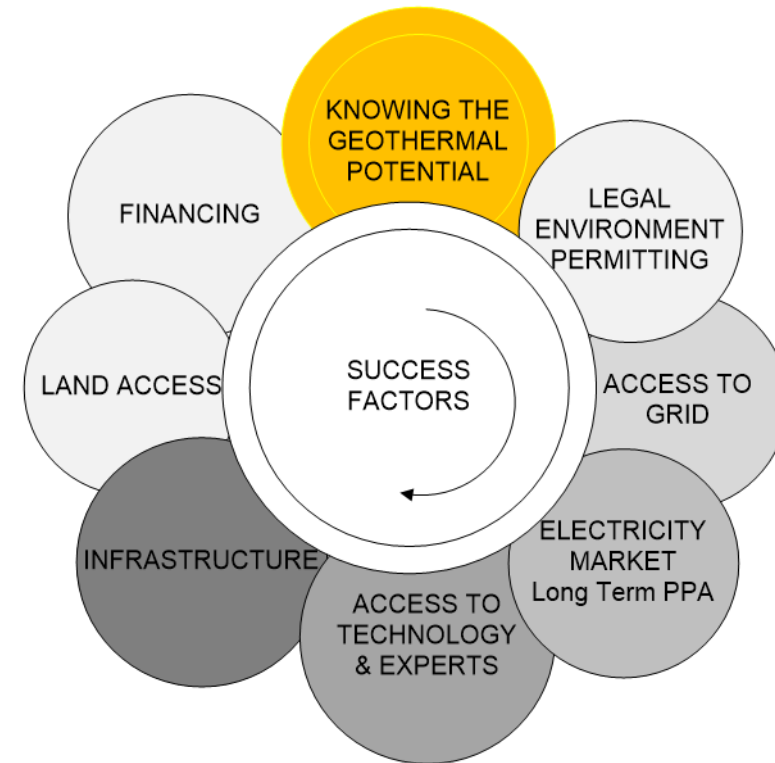 KNOWING THE
GEOTHERMAL
POTENTIAL
LEGAL
ENVIRONMENT
PERMITTING
ACCESS TO
GRID
ELECTRICITY
MARKET
Long Term PPA
ACCESS TO
TECHNOLOGY
& EXPERTS
INFRASTRUCTURE
LAND ACCESS
FINANCING
SUCCESS
FACTORS